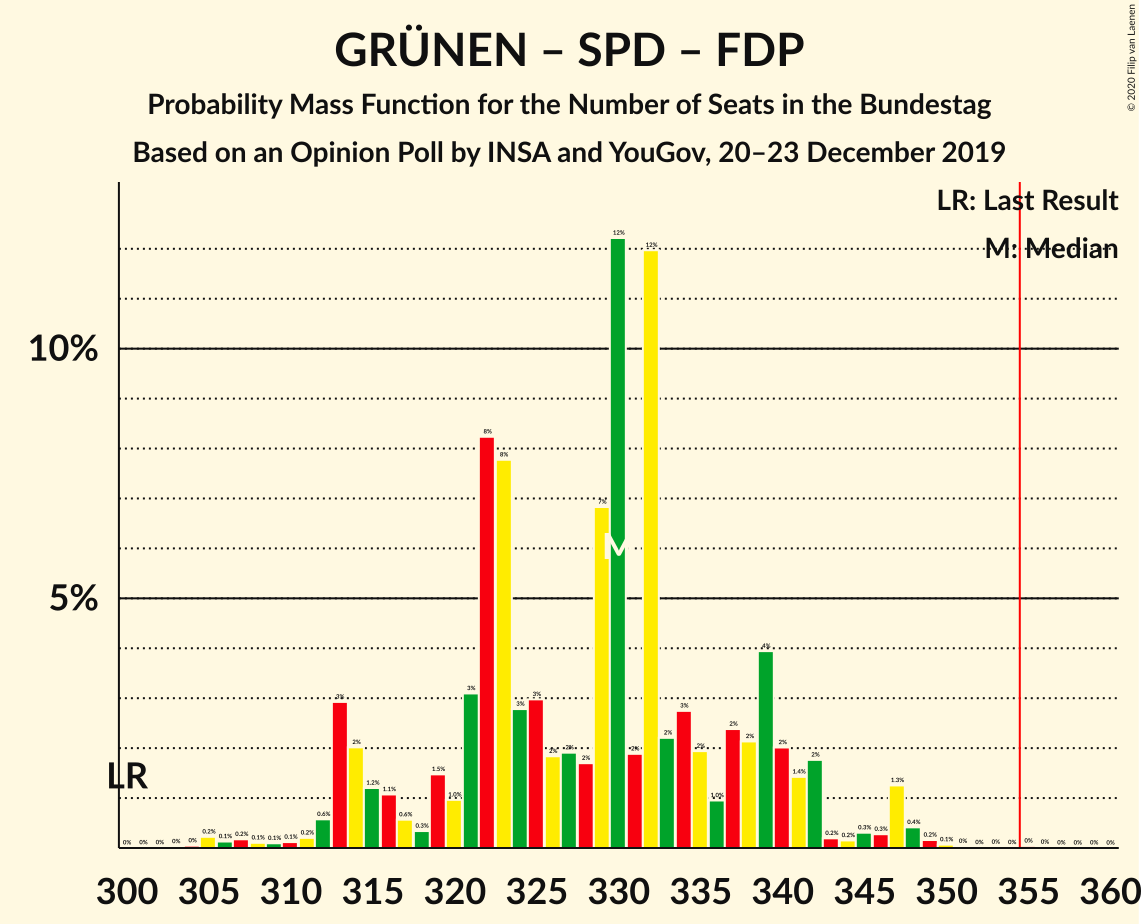 © 2020 Filip van Laenen
GRÜNEN – SPD – FDP
Probability Mass Function for the Number of Seats in the Bundestag
Based on an Opinion Poll by INSA and YouGov, 20–23 December 2019
LR: Last Result
M: Median
10%
5%
LR
M
0% 0% 0% 0% 0% 0.2% 0.1% 0.2% 0.1% 0.1% 0.1% 0.2% 0.6% 3% 2% 1.2% 1.1% 0.6% 0.3% 1.5% 1.0% 3% 8% 8% 3% 3% 2% 2% 2% 7% 12% 2% 12% 2% 3% 2% 1.0% 2% 2% 4% 2% 1.4% 2% 0.2% 0.2% 0.3% 0.3% 1.3% 0.4% 0.2% 0.1% 0% 0% 0% 0% 0% 0% 0% 0% 0% 0%
300 305 310 315 320 325 330 335 340 345 350 355 360